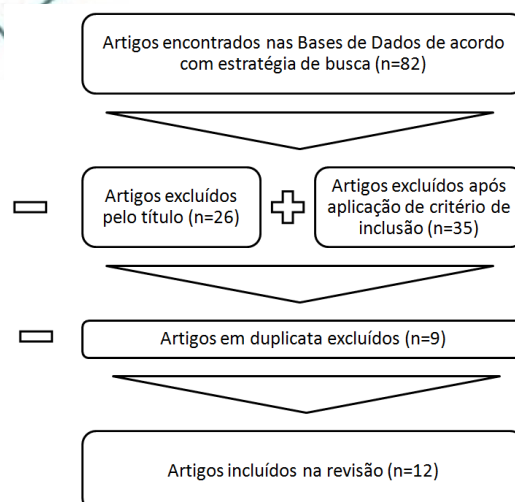 Artigos encontrados nas Bases de Dados de acordo
com estratégia de busca (n=82)
Artigos excluídos
pelo título (n=26)
Artigos excluídos após
aplicação de critério de
inclusão (n=35)
Artigos em duplicata excluídos (n=9)
Artigos incluídos na revisão (n=12)